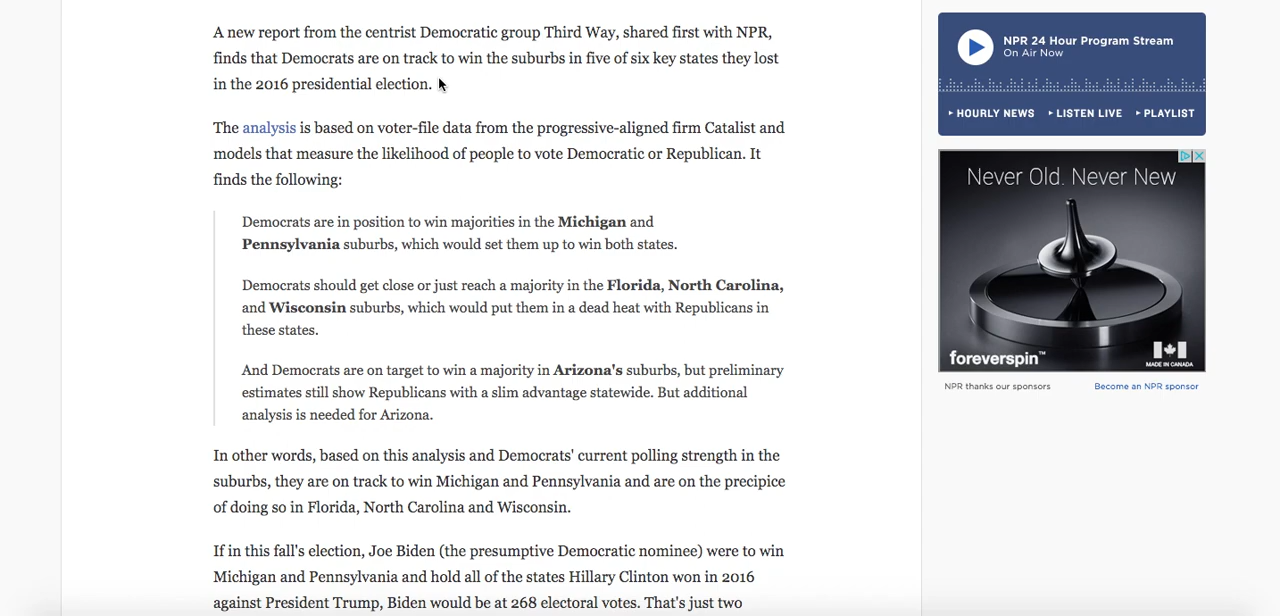 A new report from the centrist Democratic group Third Way, shared first with NPR,
finds that Democrats are on track to win the suburbs in five of six key states they lost
in the 2016 presidential election.
The analysis is based on voter-file data from the progressive-aligned firm Catalist and
models that measure the likelihood of people to vote Democratic or Republican. It
finds the following:
Democrats are in position to win majorities in the Michigan and
Pennsylvania suburbs, which would set them up to win both states.
Democrats should get close or just reach a majority in the Florida, North Carolina,
and Wisconsin suburbs, which would put them in a dead heat with Republicans in
these states.
And Democrats are on target to win a majority in Arizona's suburbs, but preliminary
estimates still show Republicans with a slim advantage statewide. But additional
analysis is needed for Arizona.
In other words, based on this analysis and Democrats' current polling strength in the
suburbs, they are on track to win Michigan and Pennsylvania and are on the precipice
of doing so in Florida, North Carolina and Wisconsin.
If in this fall's election, Joe Biden (the presumptive Democratic nominee) were to win
Michigan and Pennsylvania and hold all of the states Hillary Clinton won in 2016
against President Trump, Biden would be at 268 electoral votes. That's just two
NPR 24 Hour Program Stream
On Air Now
HOURLY NEWS LISTEN LIVE PLAYLIST
Never Old. Never New
foreverspin™
MADE IN CANADA
NPR thanks our sponsors Become an NPR sponsor